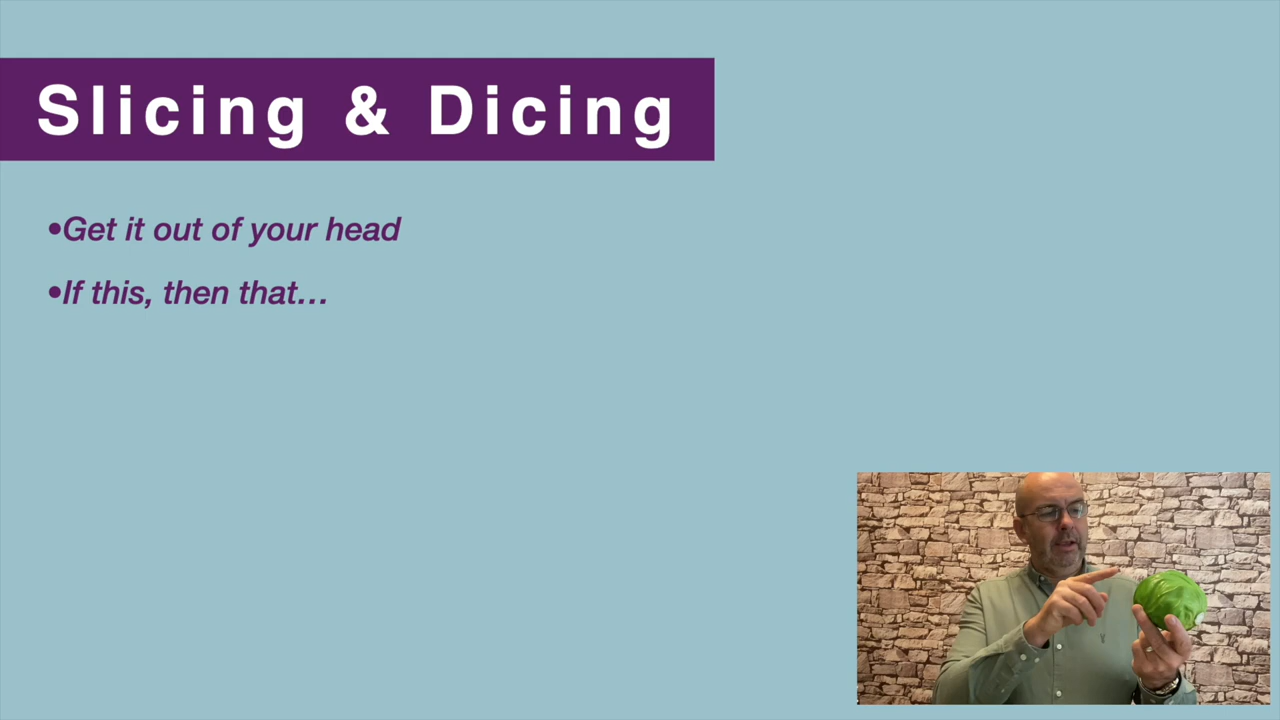 Slicing & Dicing
•Get it out of your head
•If this, then that…